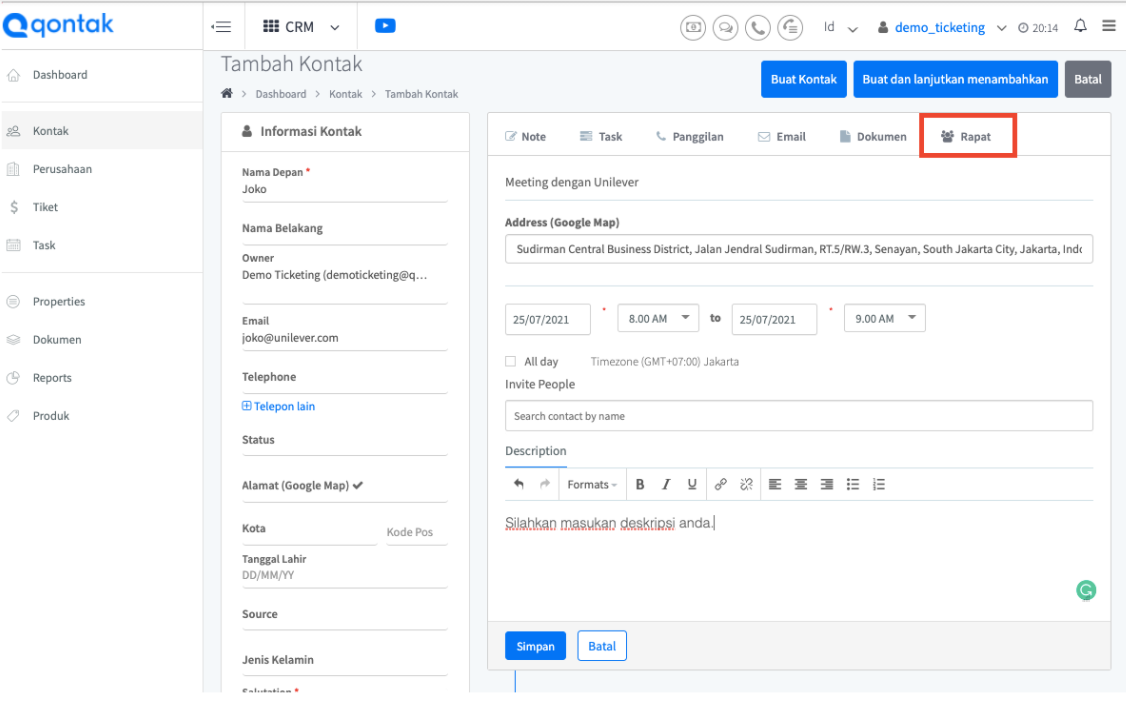 qontak
CRM
Id
demo_ticketing
20:14
Dashboard
Kontak
Perusahaan
Tiket
Task
Properties
Dokumen
Reports
Produk
Tambah Kontak
> Dashboard > Kontak > Tambah Kontak
Buat Kontak
Buat dan lanjutkan menambahkan
Batal
Informasi Kontak
Nama Depan *
Joko
Nama Belakang
Owner
Demo Ticketing (demoticketing@q...
Email
joko@unilever.com
Telephone
Telepon lain
Status
Alamat (Google Map)
Kota
Kode Pos
Tanggal Lahir
DD/MM/YY
Source
Jenis Kelamin
Salutation *
Note Task Panggilan Email Dokumen Rapat
Meeting dengan Unilever
Address (Google Map)
Sudirman Central Business District, Jalan Jendral Sudirman, RT.5/RW.3, Senayan, South Jakarta City, Jakarta, Indc
25/07/2021 * 8.00 AM to 25/07/2021 * 9.00 AM
All day Timezone (GMT+07:00) Jakarta
Invite People
Search contact by name
Description
Formats B I U
Silahkan masukan deskripsi anda.
Simpan
Batal